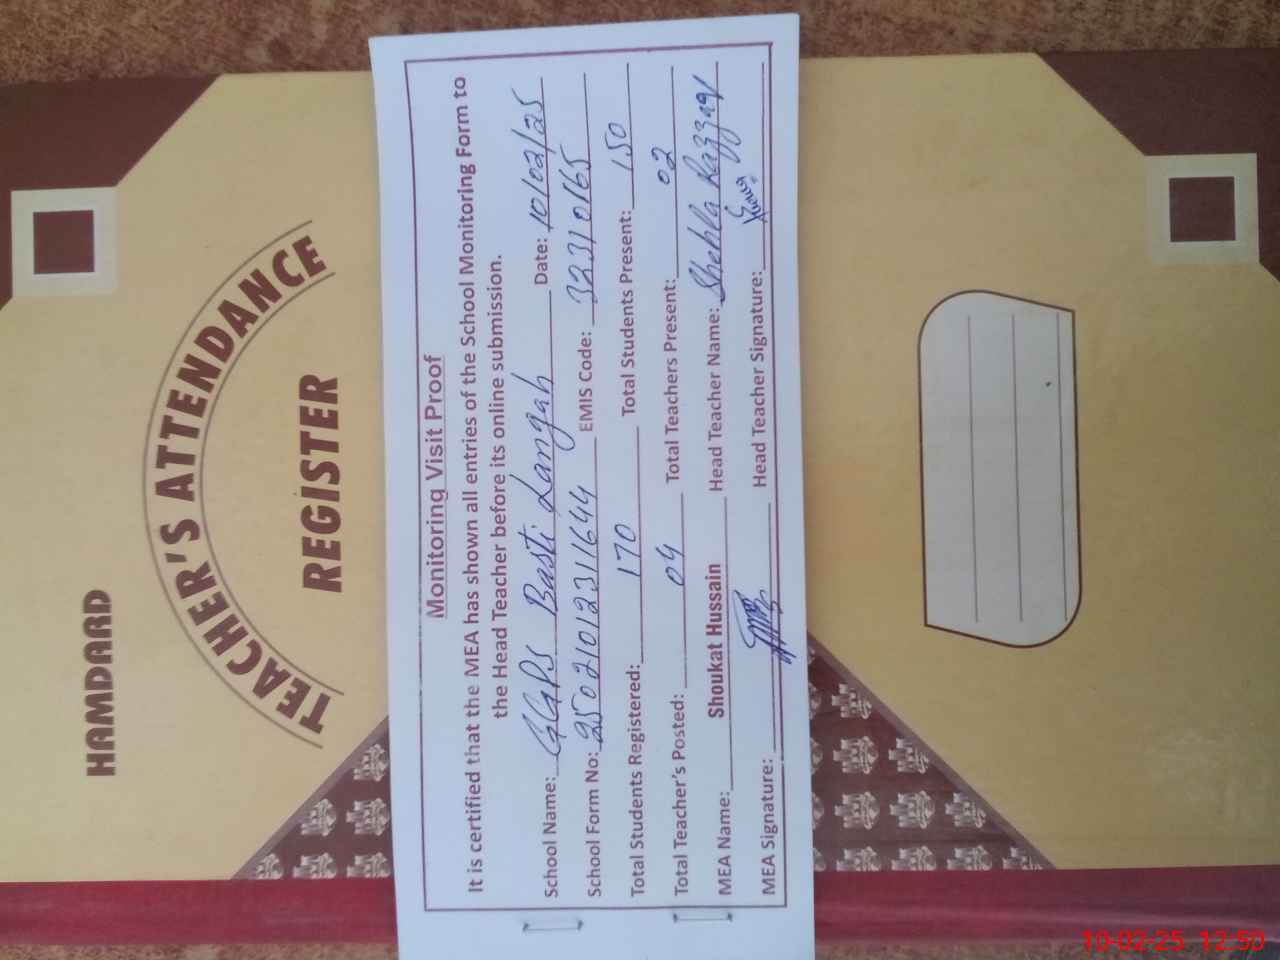 HAMDARD
TEACHER'S ATTENDANCE
REGISTER
Monitoring Visit Proof
It is certified that the MEA has shown all entries of the School Monitoring Form to
the Head Teacher before its online submission.
School Name: GGPS Basti Langah Date: 10/02/25
School Form No: 2502101231644 EMIS Code: 32310165
Total Students Registered: 170 Total Students Present: 150
Total Teacher's Posted: 04 Total Teachers Present: 02
MEA Name: Shoukat Hussain Head Teacher Name: Shehla Razzaq
MEA Signature: Head Teacher Signature:
10-02-25 12:50